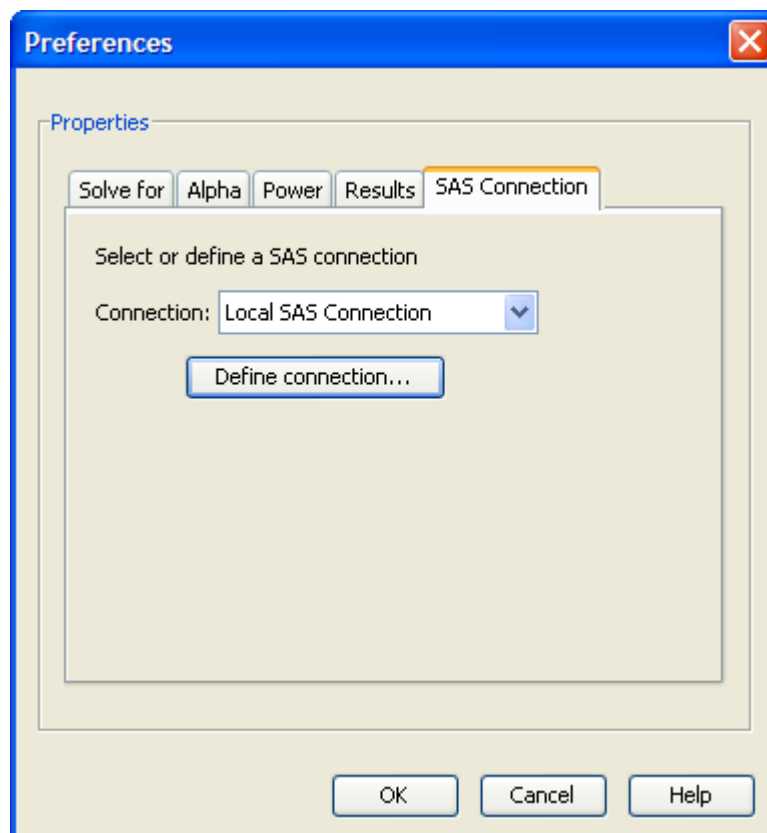 Preferences
Properties
Solve for Alpha Power Results SAS Connection
Select or define a SAS connection
Connection: Local SAS Connection
Define connection...
OK Cancel Help